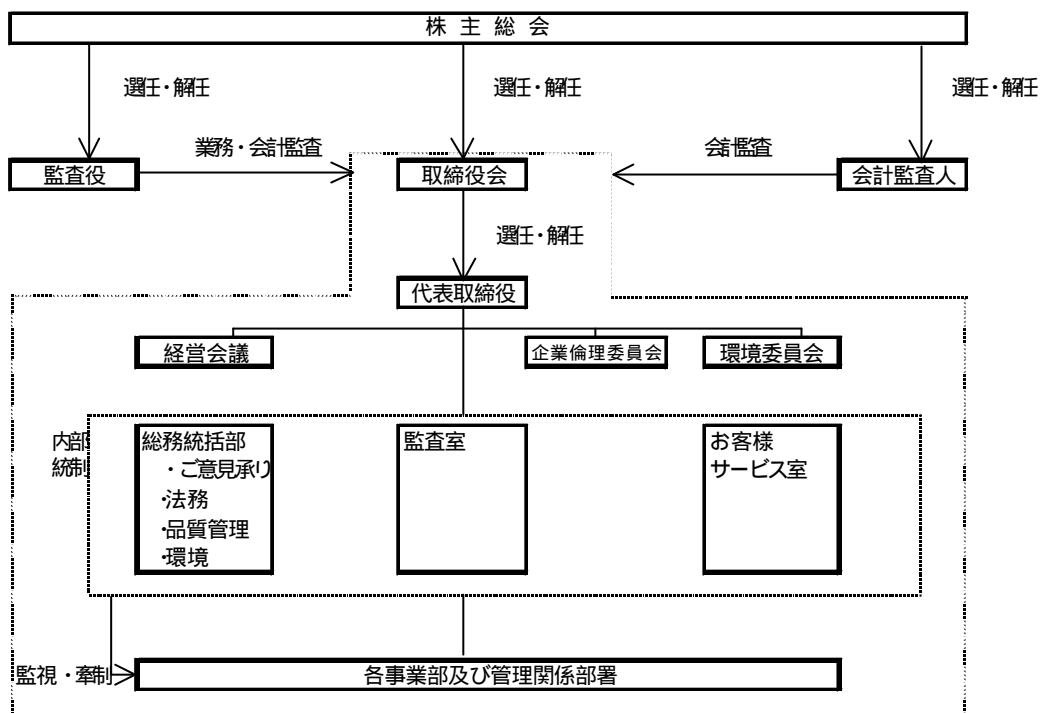 株 主 総 会
選任・解任
選任・解任
選任・解任
業務・会計監査
会計監査
監査役
取締役会
会計監査人
選任・解任
代表取締役
経営会議
企業倫理委員会
環境委員会
内部
統制
総務統括部
・ご意見承り
・法務
・品質管理
・環境
監査室
お客様
サービス室
監視・牽制
各事業部及び管理関係部署